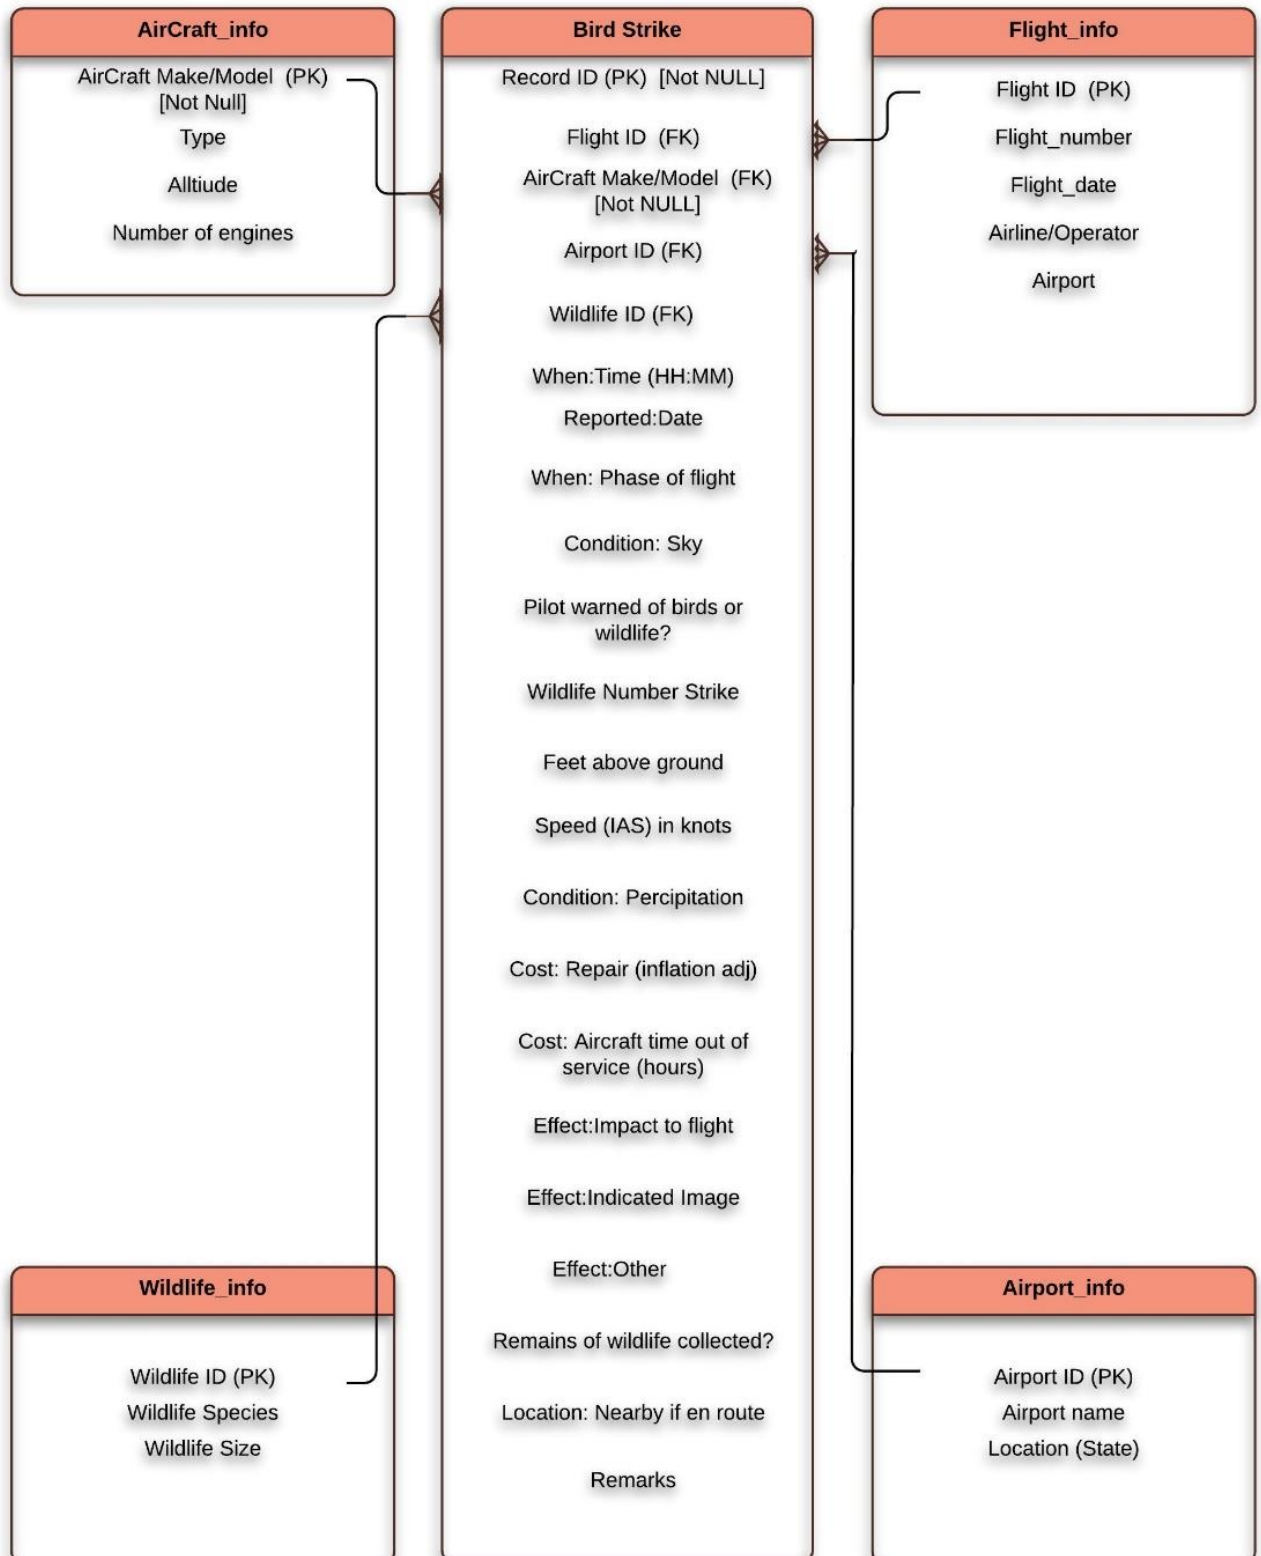 AirCraft_info
AirCraft Make/Model (PK)
[Not Null]
Type
Alltiude
Number of engines
Bird Strike
Record ID (PK) [Not NULL]
Flight ID (FK)
AirCraft Make/Model (FK)
[Not NULL]
Airport ID (FK)
Wildlife ID (FK)
When:Time (HH:MM)
Reported:Date
When: Phase of flight
Condition: Sky
Pilot warned of birds or
wildlife?
Wildlife Number Strike
Feet above ground
Speed (IAS) in knots
Condition: Percipitation
Cost: Repair (inflation adj)
Cost: Aircraft time out of
service (hours)
Effect:Impact to flight
Effect:Indicated Image
Effect:Other
Remains of wildlife collected?
Location: Nearby if en route
Remarks
Flight_info
Flight ID (PK)
Flight_number
Flight_date
Airline/Operator
Airport
Wildlife_info
Wildlife ID (PK)
Wildlife Species
Wildlife Size
Airport_info
Airport ID (PK)
Airport name
Location (State)